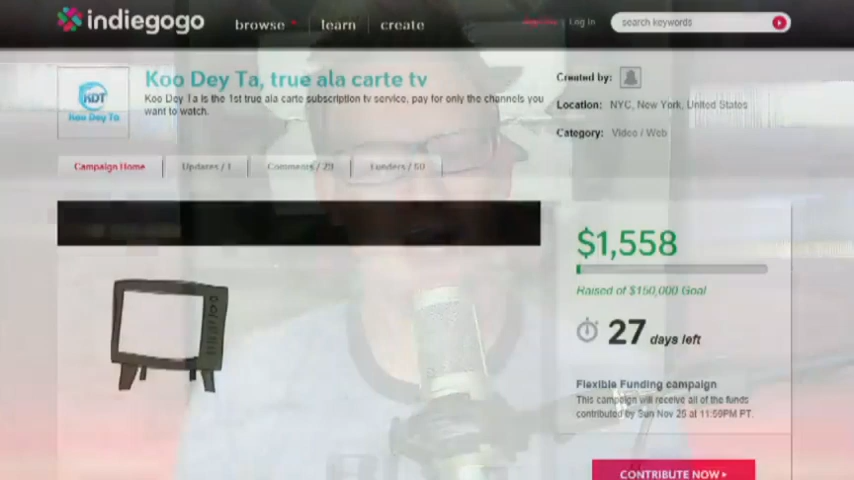 indiegogo
browse learn create
Log In
search keywords
Koo Dey Ta, true ala carte tv
Koo Dey Ta is the 1st true ala carte subscription tv service, pay for only the channels you
want to watch.
KDT
Koo Dey Ta
Created by:
Location: NYC, New York, United States
Category: Video / Web
Campaign Home Updates / 1 Comments / 29 Funders / 60
$1,558
Raised of $150,000 Goal
27 days left
Flexible Funding campaign
This campaign will receive all of the funds
contributed by Sun Nov 25 at 11:59PM PT.
CONTRIBUTE NOW